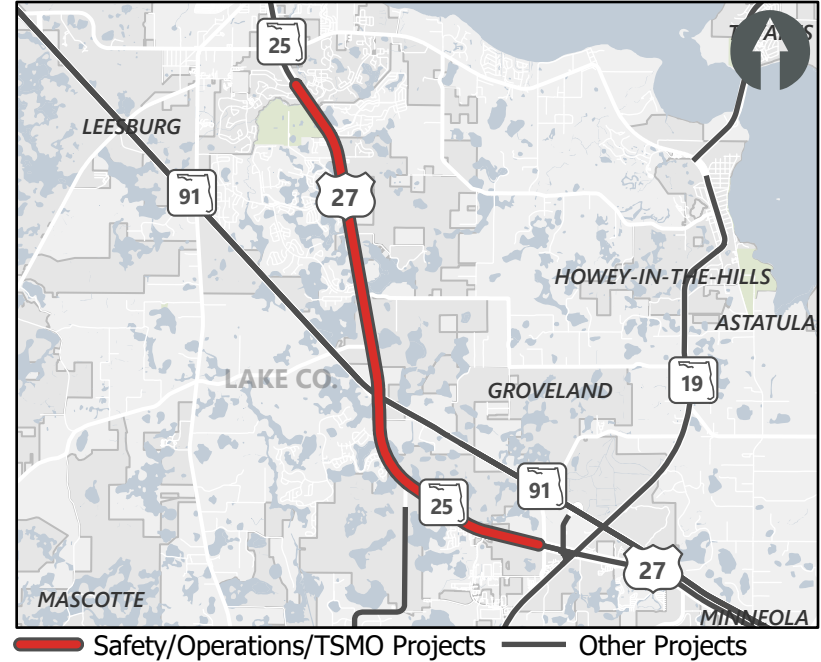 25
LEESBURG
91
27
HOWEY-IN-THE-HILLS
ASTATULA
LAKE CO.
GROVELAND
19
91
25
27
MASCOTTE
MINNEOLA
Safety/Operations/TSMO Projects
Other Projects